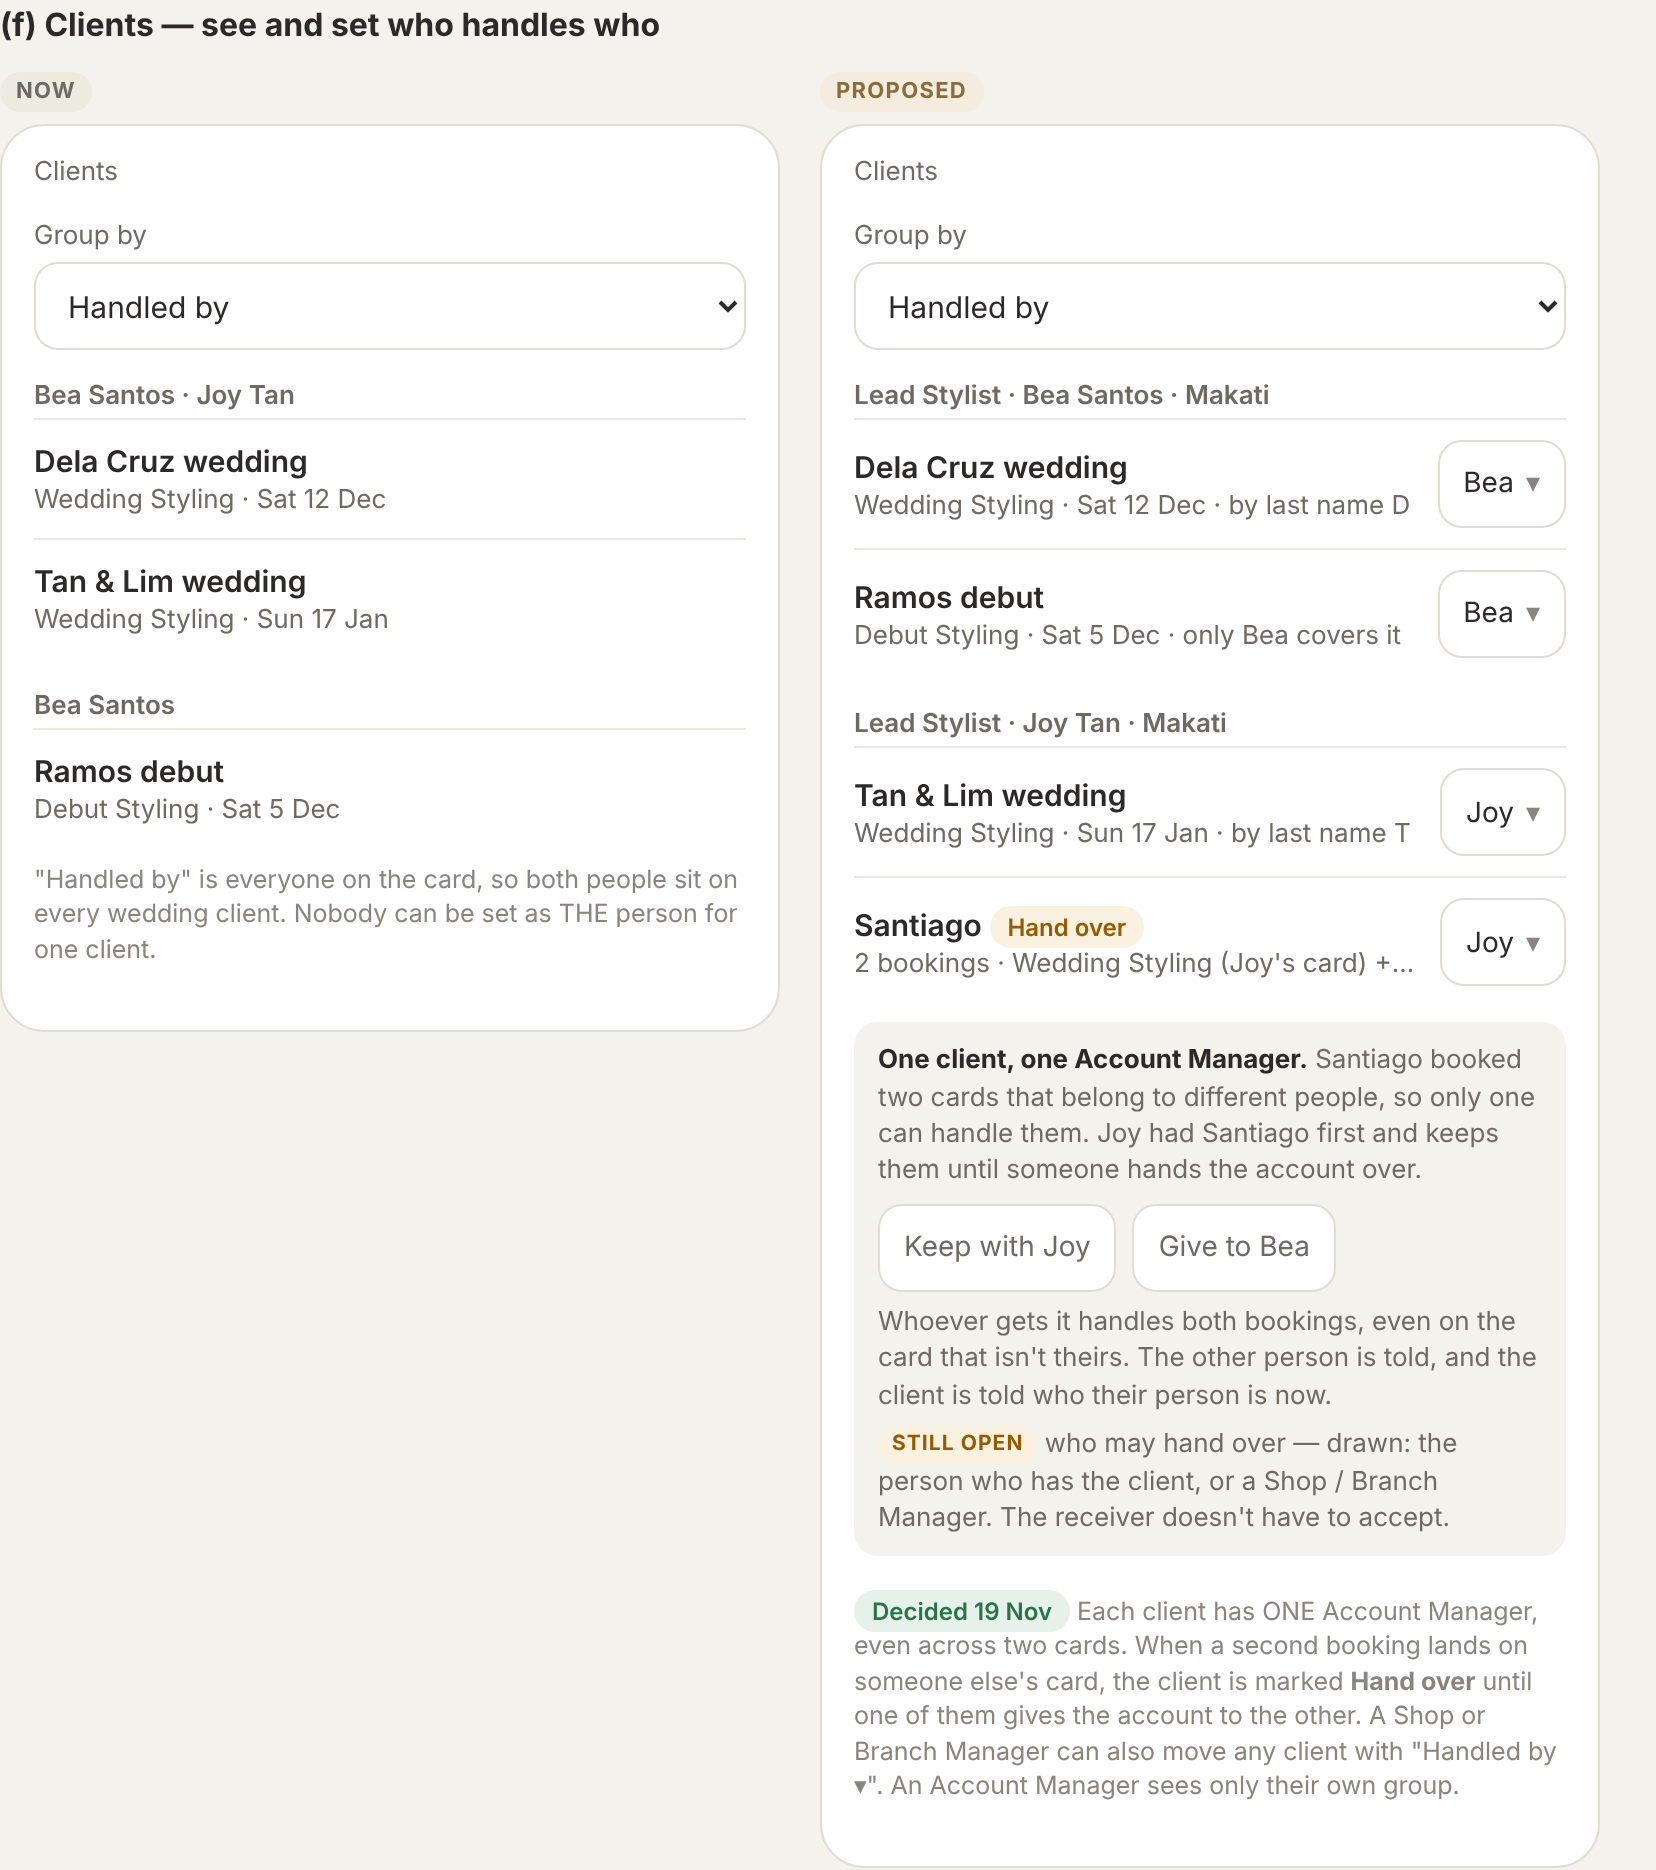 (f) Clients — see and set who handles who
NOW
Clients
Group by
Handled by
Bea Santos · Joy Tan
Dela Cruz wedding
Wedding Styling · Sat 12 Dec
Tan & Lim wedding
Wedding Styling · Sun 17 Jan
Bea Santos
Ramos debut
Debut Styling · Sat 5 Dec
"Handled by" is everyone on the card, so both people sit on
every wedding client. Nobody can be set as THE person for
one client.
PROPOSED
Clients
Group by
Handled by
Lead Stylist · Bea Santos · Makati
Dela Cruz wedding
Wedding Styling · Sat 12 Dec · by last name D
Bea ▾
Ramos debut
Debut Styling · Sat 5 Dec · only Bea covers it
Bea ▾
Lead Stylist · Joy Tan · Makati
Tan & Lim wedding
Wedding Styling · Sun 17 Jan · by last name T
Joy ▾
Santiago Hand over
2 bookings · Wedding Styling (Joy's card) +...
Joy ▾
One client, one Account Manager. Santiago booked
two cards that belong to different people, so only one
can handle them. Joy had Santiago first and keeps
them until someone hands the account over.
Keep with Joy
Give to Bea
Whoever gets it handles both bookings, even on the
card that isn't theirs. The other person is told, and the
client is told who their person is now.
STILL OPEN who may hand over — drawn: the
person who has the client, or a Shop / Branch
Manager. The receiver doesn't have to accept.
Decided 19 Nov Each client has ONE Account Manager,
even across two cards. When a second booking lands on
someone else's card, the client is marked Hand over until
one of them gives the account to the other. A Shop or
Branch Manager can also move any client with "Handled by
▾". An Account Manager sees only their own group.